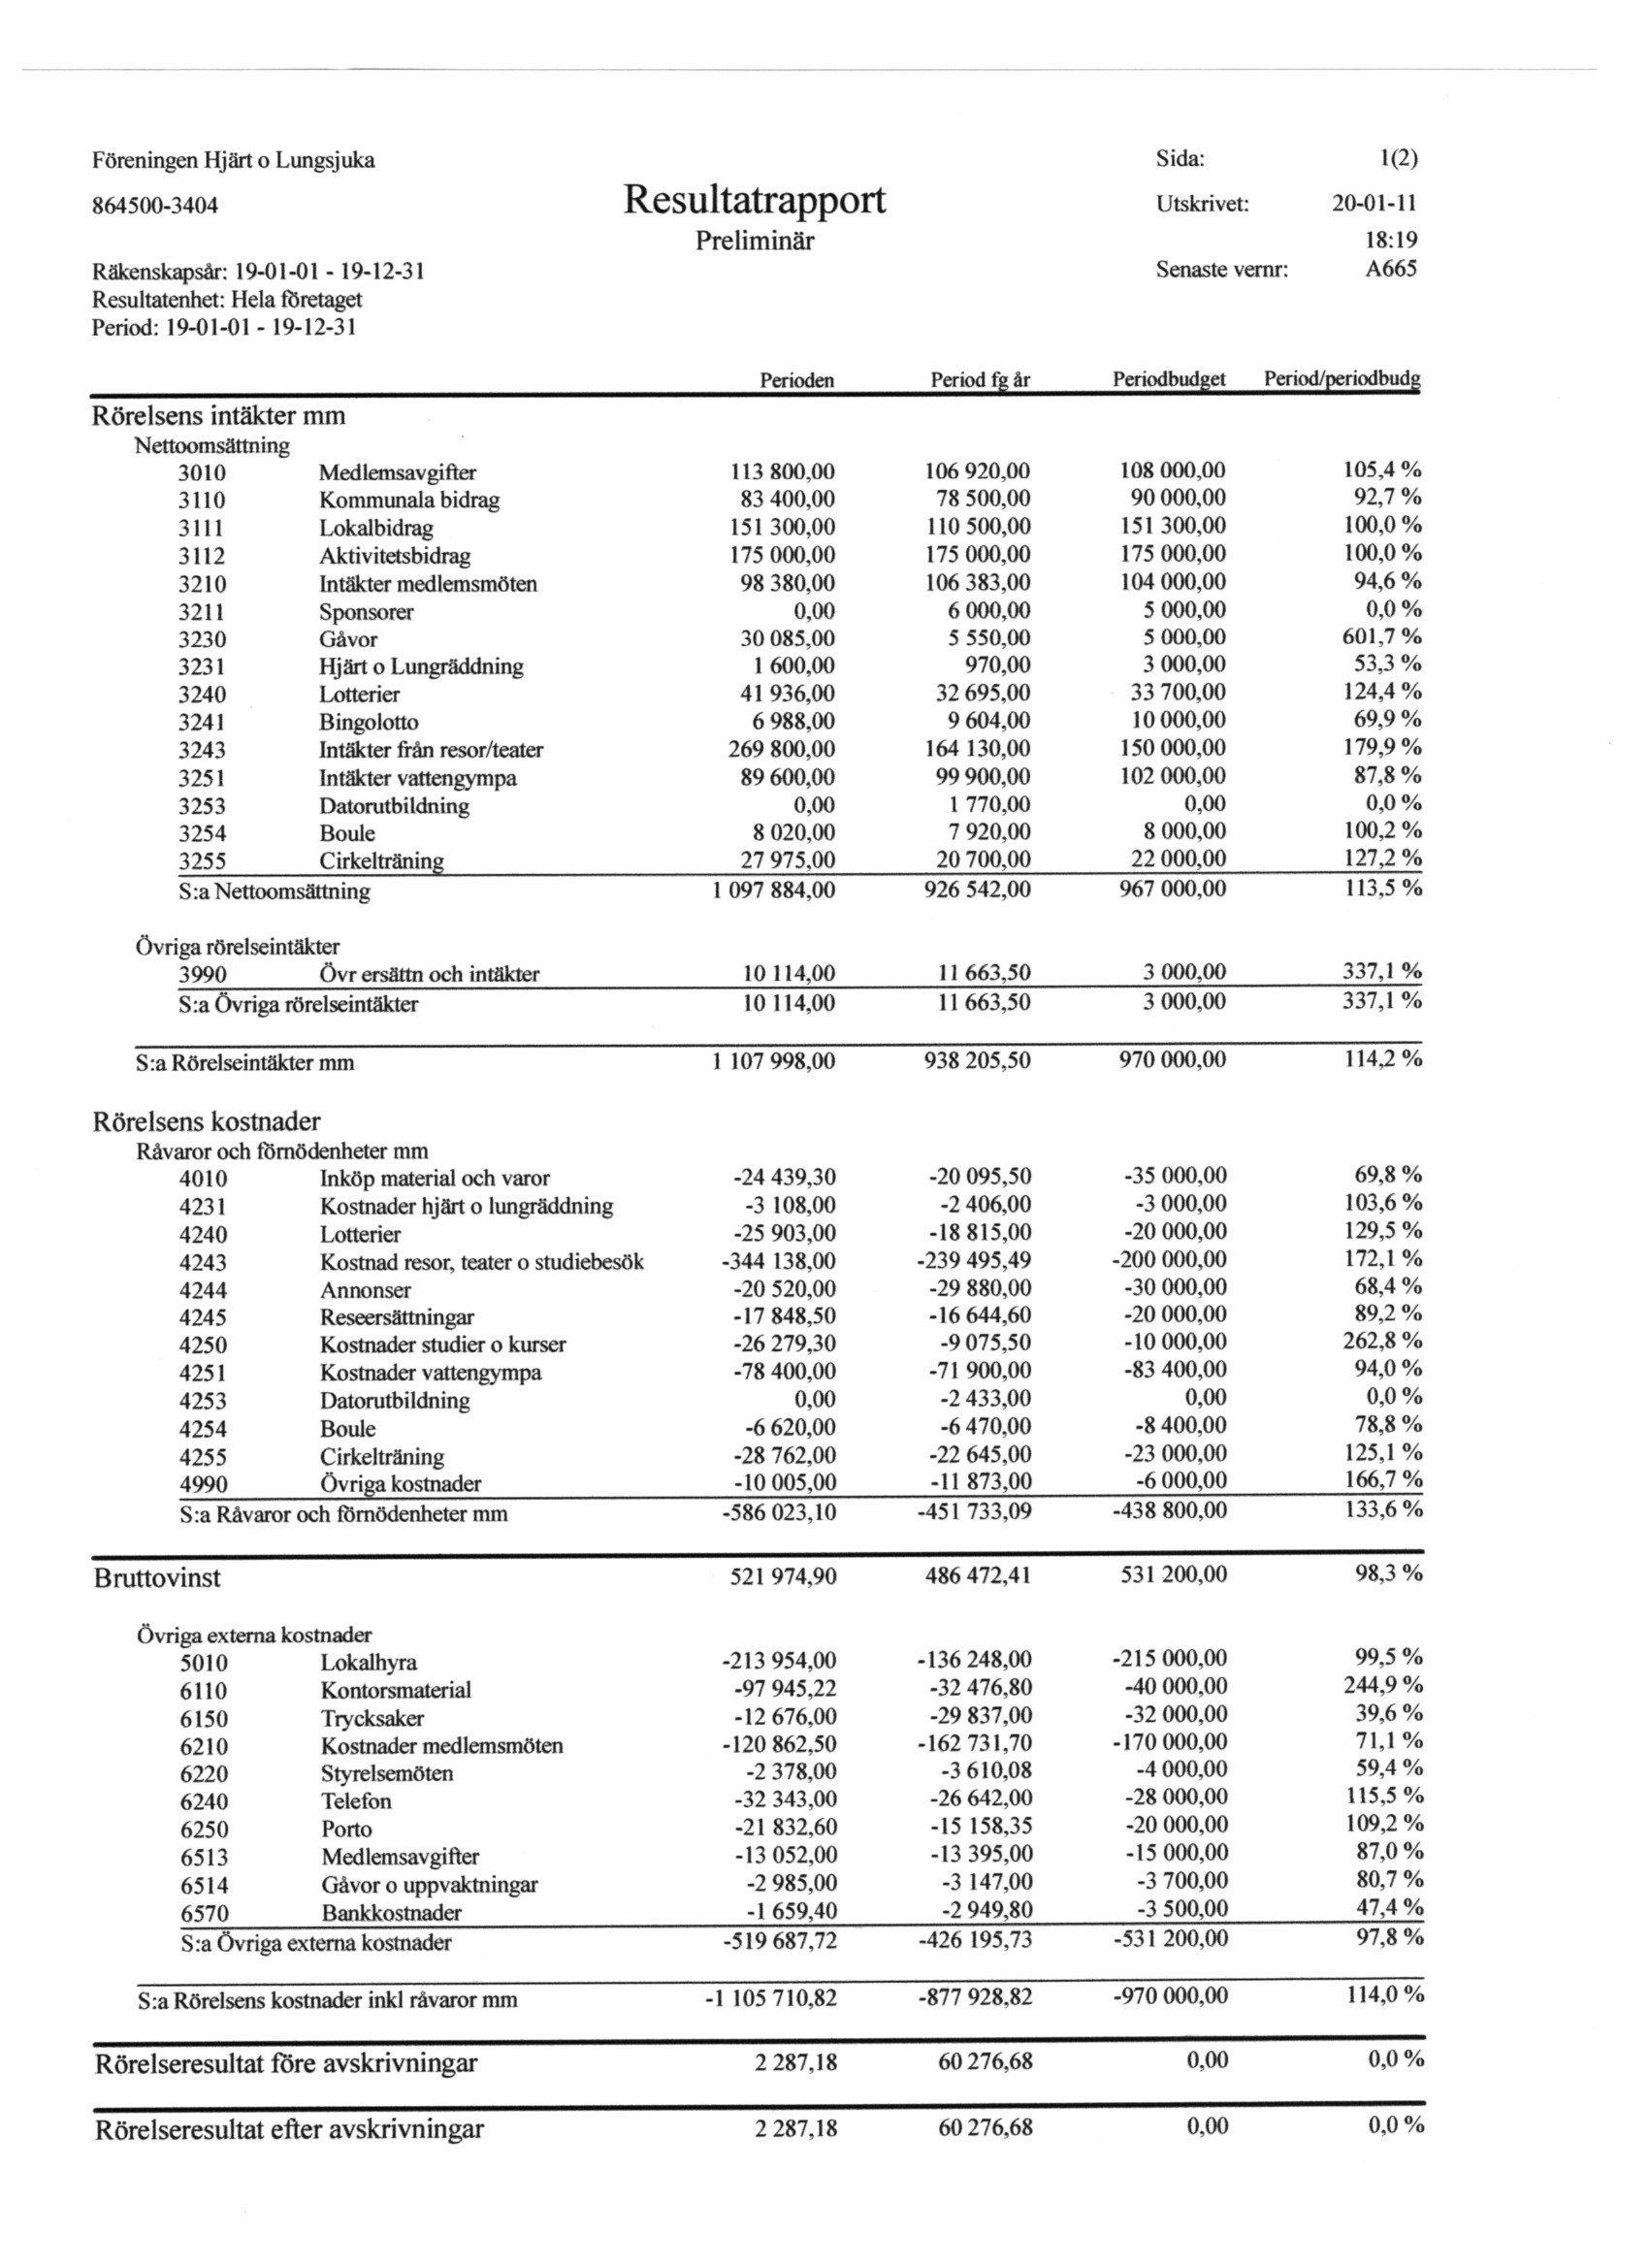 Föreningen Hjärt o Lungsjuka Sida: 1(2)
864500-3404 Resultatrapport Utskrivet: 20-01-11
Preliminär 18:19
Räkenskapsår: 19-01-01 - 19-12-31 Senaste vernr: A665
Resultatenhet: Hela företaget
Period: 19-01-01 - 19-12-31
Perioden Period fg år Periodbudget Period/periodbudg
Rörelsens intäkter mm
Nettoomsättning
3010 Medlemsavgifter 113 800,00 106 920,00 108 000,00 105,4 %
3110 Kommunala bidrag 83 400,00 78 500,00 90 000,00 92,7 %
3111 Lokalbidrag 151 300,00 110 500,00 151 300,00 100,0 %
3112 Aktivitetsbidrag 175 000,00 175 000,00 175 000,00 100,0 %
3210 Intäkter medlemsmöten 98 380,00 106 383,00 104 000,00 94,6 %
3211 Sponsorer 0,00 6 000,00 5 000,00 0,0 %
3230 Gåvor 30 085,00 5 550,00 5 000,00 601,7 %
3231 Hjärt o Lungräddning 1 600,00 970,00 3 000,00 53,3 %
3240 Lotterier 41 936,00 32 695,00 33 700,00 124,4 %
3241 Bingolotto 6 988,00 9 604,00 10 000,00 69,9 %
3243 Intäkter från resor/teater 269 800,00 164 130,00 150 000,00 179,9 %
3251 Intäkter vattengympa 89 600,00 99 900,00 102 000,00 87,8 %
3253 Datorutbildning 0,00 1 770,00 0,00 0,0 %
3254 Boule 8 020,00 7 920,00 8 000,00 100,2 %
3255 Cirkelträning 27 975,00 20 700,00 22 000,00 127,2 %
S:a Nettoomsättning 1 097 884,00 926 542,00 967 000,00 113,5 %
Övriga rörelseintäkter
3990 Övr ersättn och intäkter 10 114,00 11 663,50 3 000,00 337,1 %
S:a Övriga rörelseintäkter 10 114,00 11 663,50 3 000,00 337,1 %
S:a Rörelseintäkter mm 1 107 998,00 938 205,50 970 000,00 114,2 %
Rörelsens kostnader
Råvaror och förnödenheter mm
4010 Inköp material och varor -24 439,30 -20 095,50 -35 000,00 69,8 %
4231 Kostnader hjärt o lungräddning -3 108,00 -2 406,00 -3 000,00 103,6 %
4240 Lotterier -25 903,00 -18 815,00 -20 000,00 129,5 %
4243 Kostnad resor, teater o studiebesök -344 138,00 -239 495,49 -200 000,00 172,1 %
4244 Annonser -20 520,00 -29 880,00 -30 000,00 68,4 %
4245 Reseersättningar -17 848,50 -16 644,60 -20 000,00 89,2 %
4250 Kostnader studier o kurser -26 279,30 -9 075,50 -10 000,00 262,8 %
4251 Kostnader vattengympa -78 400,00 -71 900,00 -83 400,00 94,0 %
4253 Datorutbildning 0,00 -2 433,00 0,00 0,0 %
4254 Boule -6 620,00 -6 470,00 -8 400,00 78,8 %
4255 Cirkelträning -28 762,00 -22 645,00 -23 000,00 125,1 %
4990 Övriga kostnader -10 005,00 -11 873,00 -6 000,00 166,7 %
S:a Råvaror och förnödenheter mm -586 023,10 -451 733,09 -438 800,00 133,6 %
Bruttovinst 521 974,90 486 472,41 531 200,00 98,3 %
Övriga externa kostnader
5010 Lokalhyra -213 954,00 -136 248,00 -215 000,00 99,5 %
6110 Kontorsmaterial -97 945,22 -32 476,80 -40 000,00 244,9 %
6150 Trycksaker -12 676,00 -29 837,00 -32 000,00 39,6 %
6210 Kostnader medlemsmöten -120 862,50 -162 731,70 -170 000,00 71,1 %
6220 Styrelsemöten -2 378,00 -3 610,08 -4 000,00 59,4 %
6240 Telefon -32 343,00 -26 642,00 -28 000,00 115,5 %
6250 Porto -21 832,60 -15 158,35 -20 000,00 109,2 %
6513 Medlemsavgifter -13 052,00 -13 395,00 -15 000,00 87,0 %
6514 Gåvor o uppvaktningar -2 985,00 -3 147,00 -3 700,00 80,7 %
6570 Bankkostnader -1 659,40 -2 949,80 -3 500,00 47,4 %
S:a Övriga externa kostnader -519 687,72 -426 195,73 -531 200,00 97,8 %
S:a Rörelsens kostnader inkl råvaror mm -1 105 710,82 -877 928,82 -970 000,00 114,0 %
Rörelseresultat före avskrivningar 2 287,18 60 276,68 0,00 0,0 %
Rörelseresultat efter avskrivningar 2 287,18 60 276,68 0,00 0,0 %